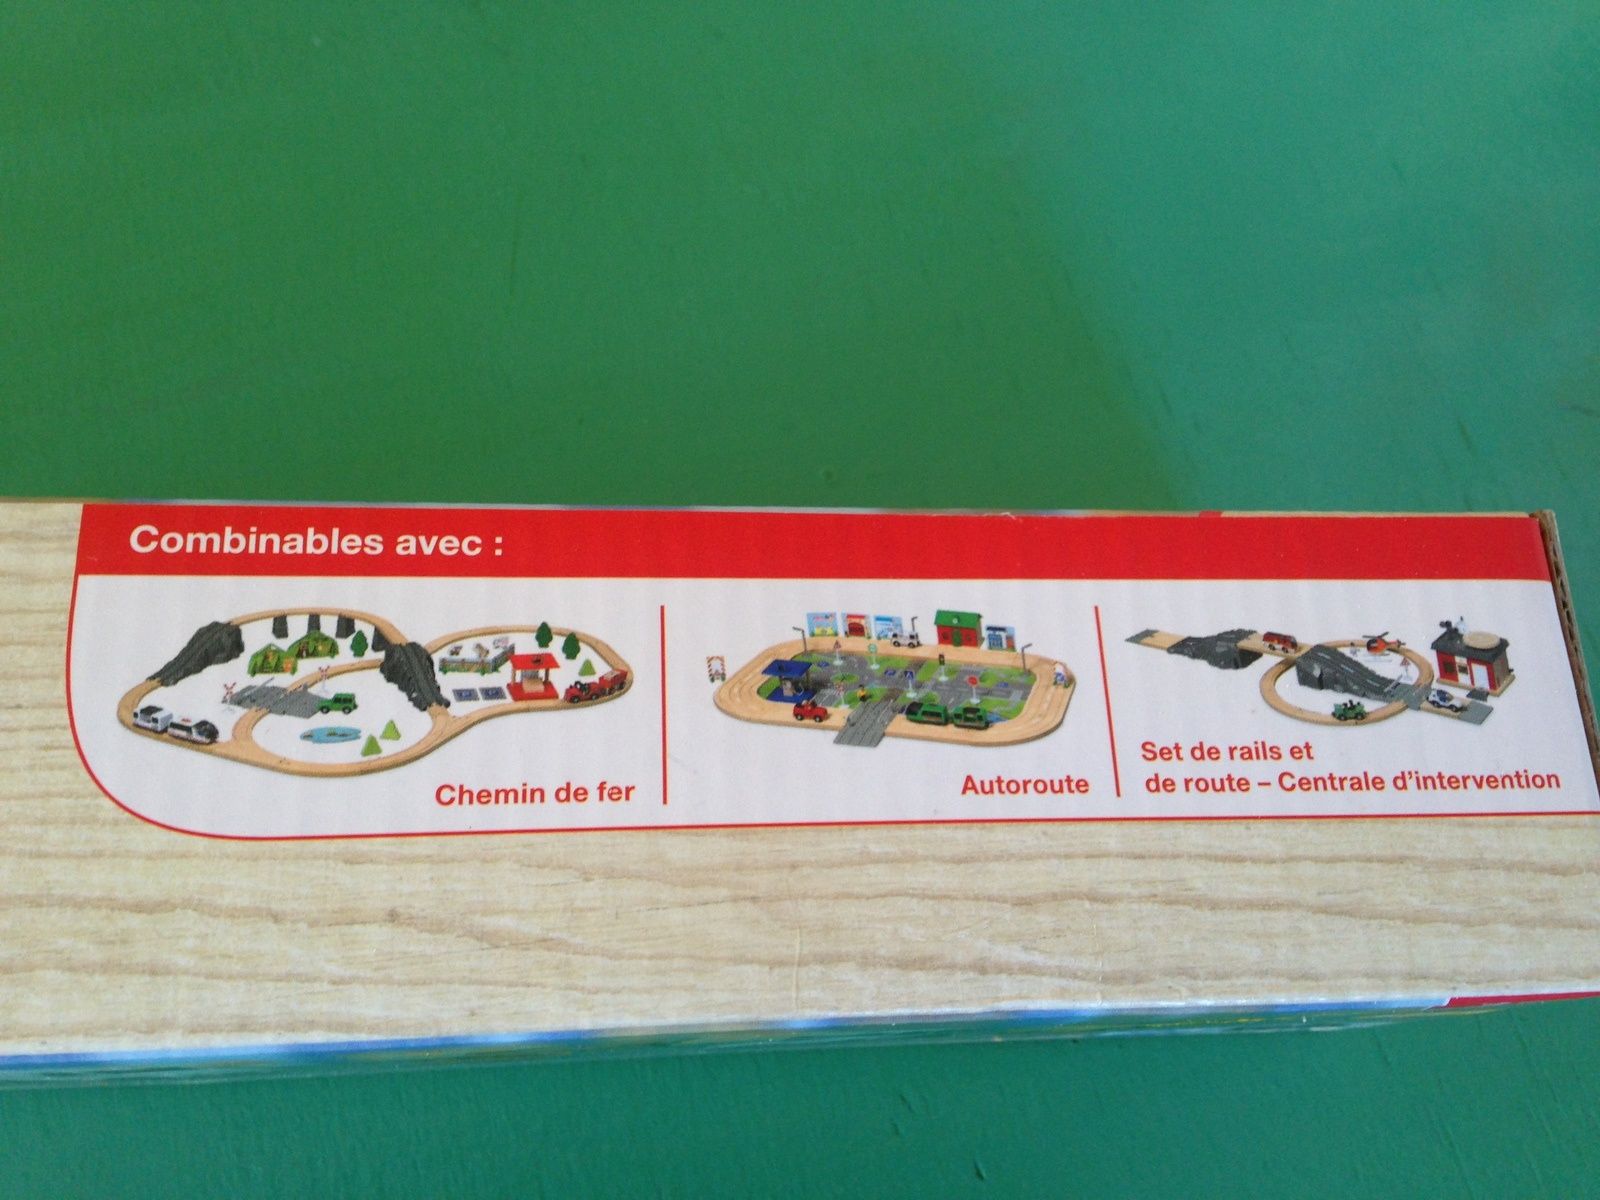 Combinables avec :
Chemin de fer
Autoroute
Set de rails et
de route – Centrale d'intervention